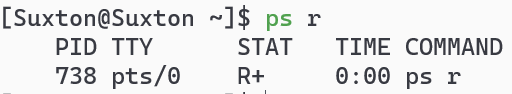 [Suxton@Suxton ~]$ ps r
    PID TTY      STAT   TIME COMMAND
    738 pts/0    R+     0:00 ps r